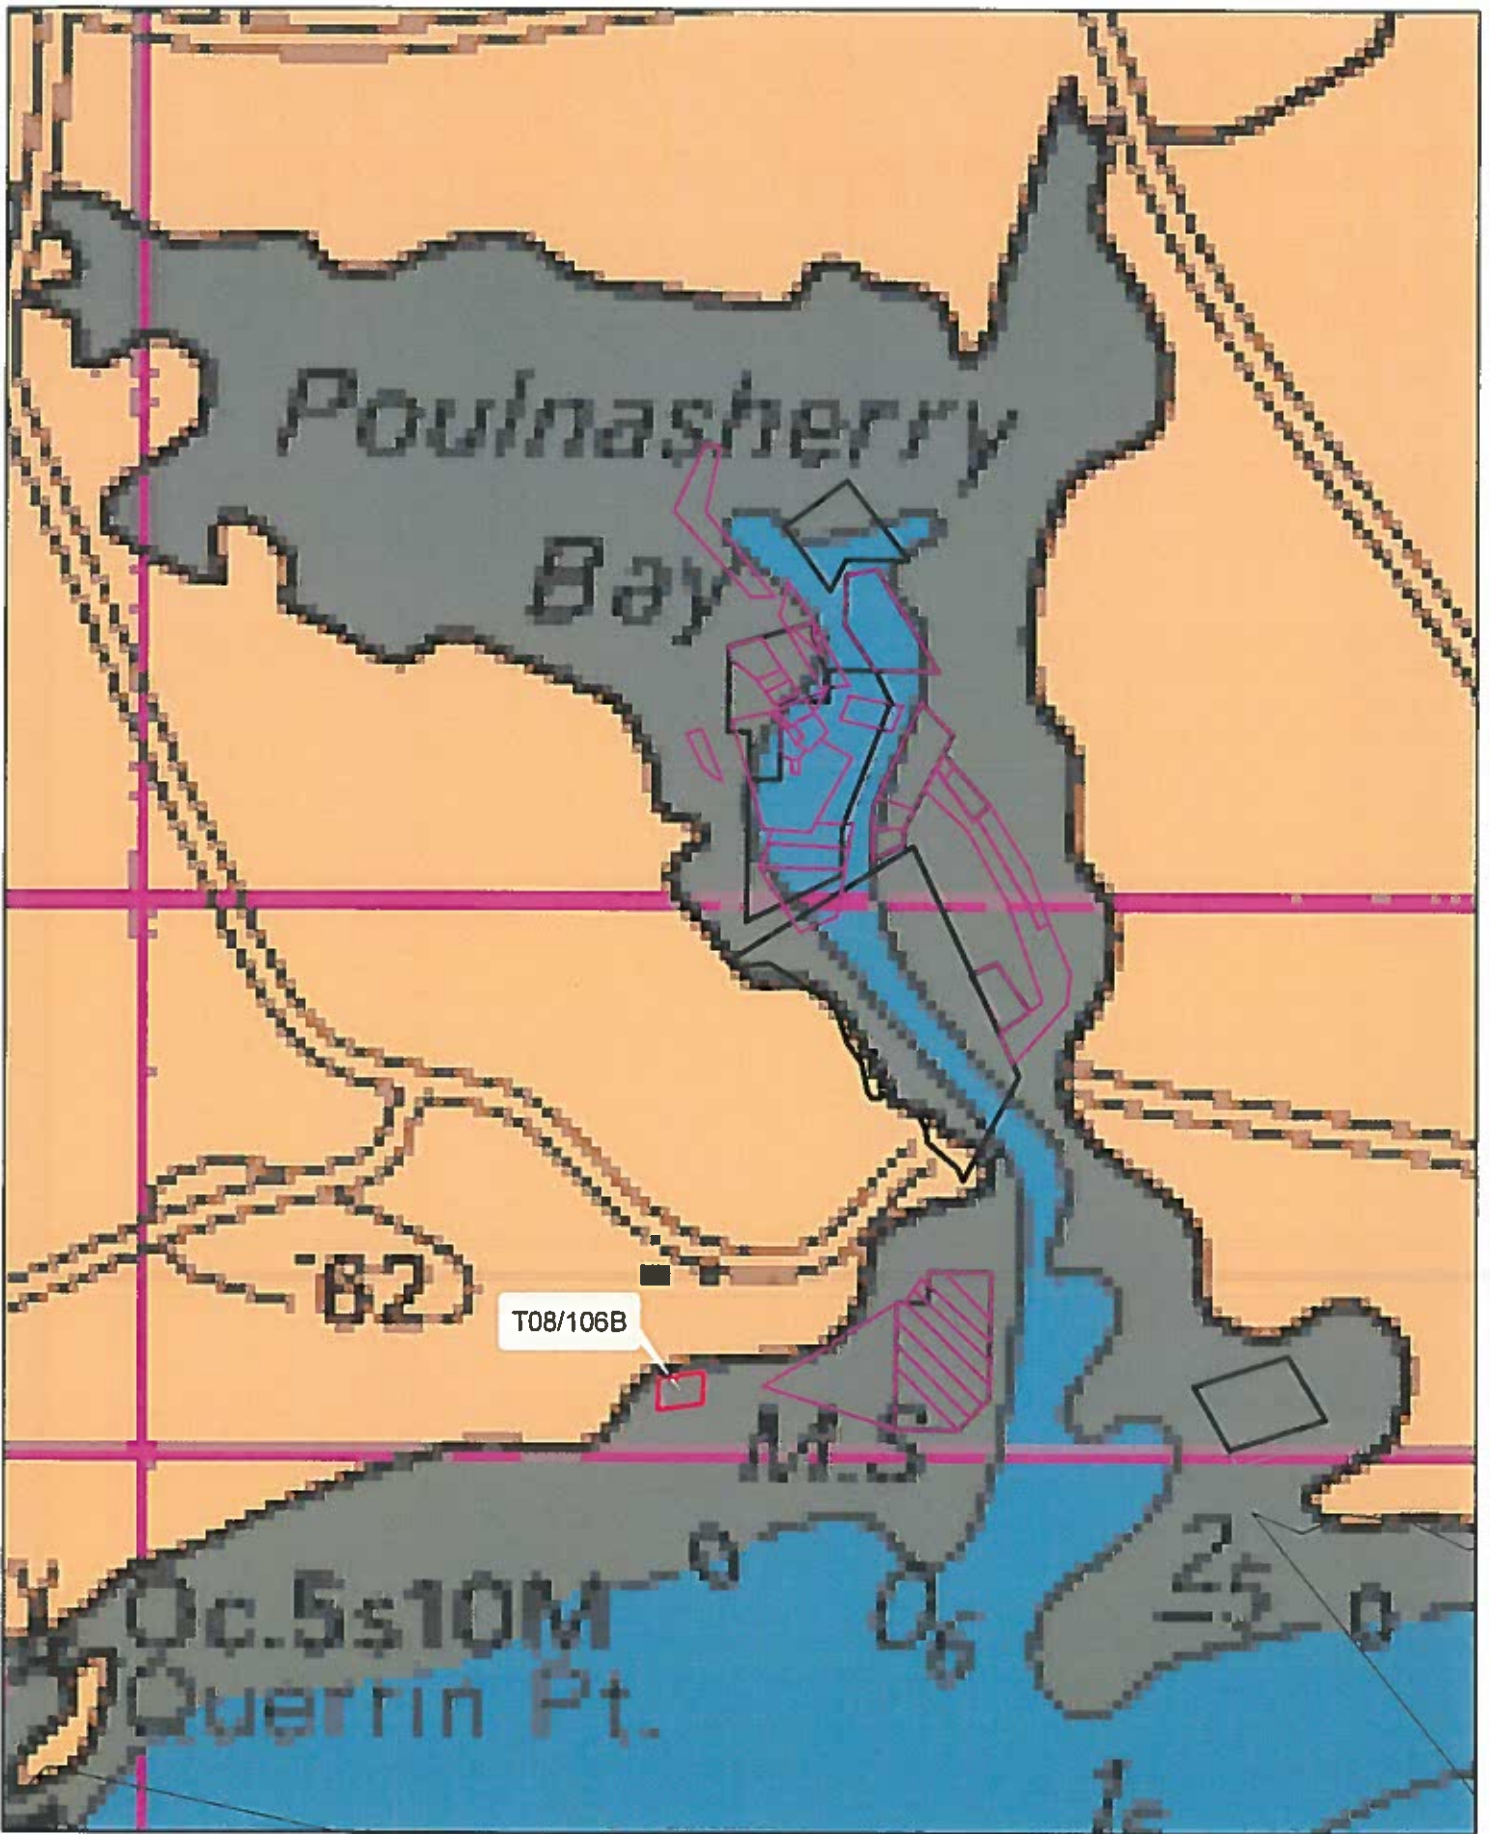 Poulnasherry
Bay
62
T08/106B
M.S
0
Oc.5s10M
0₆
2₅
0
Querrin Pt.